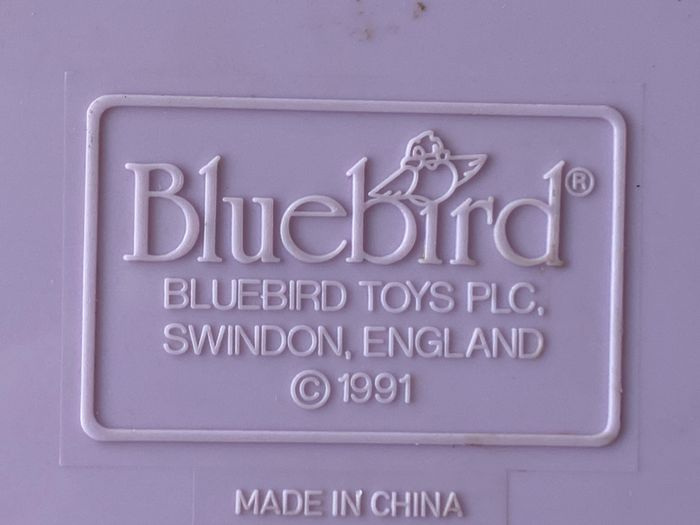 Bluebird®
BLUEBIRD TOYS PLC,
SWINDON, ENGLAND
© 1991
MADE IN CHINA